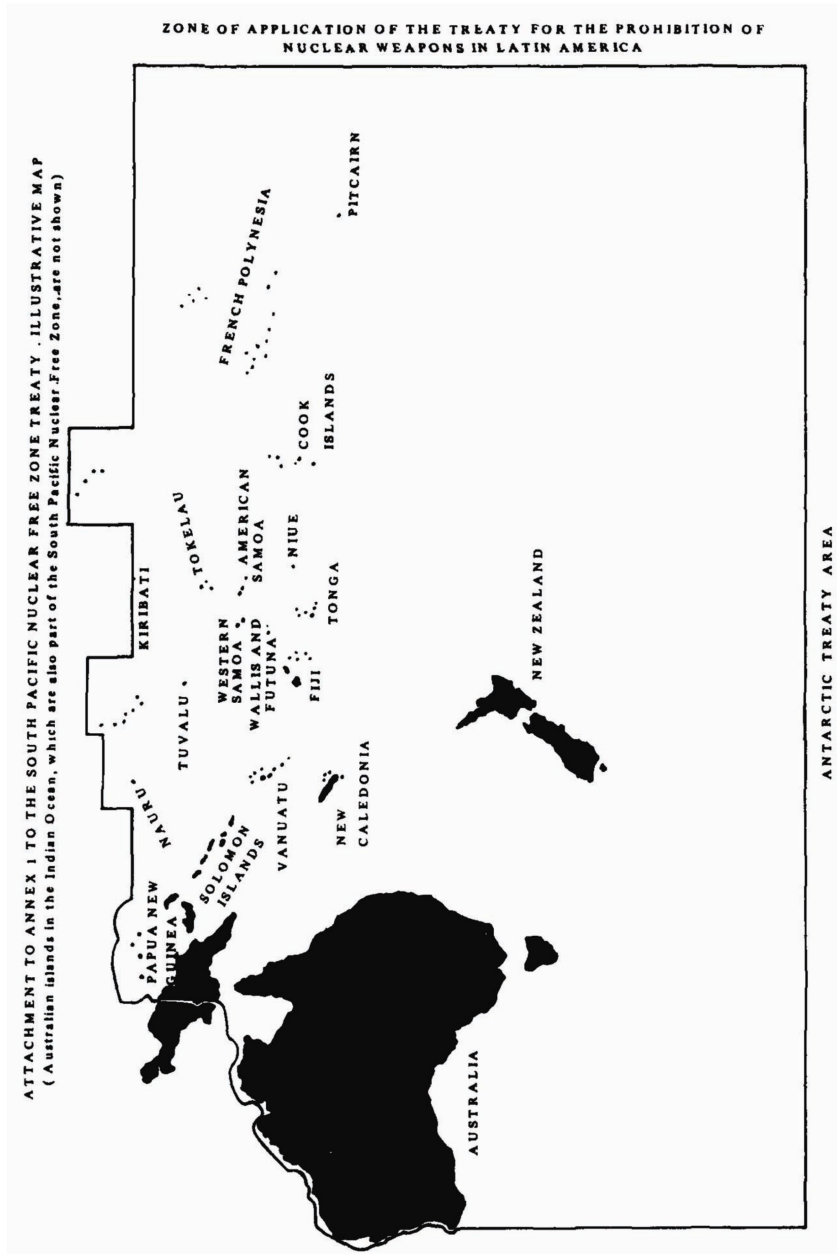 ZONE OF APPLICATION OF THE TREATY FOR THE PROHIBITION OF
NUCLEAR WEAPONS IN LATIN AMERICA
ATTACHMENT TO ANNEX 1 TO THE SOUTH PACIFIC NUCLEAR FREE ZONE TREATY . ILLUSTRATIVE MAP
( Australian islands in the Indian Ocean, which are also part of the South Pacific Nuclear Free Zone, are not shown)
PITCAIRN
FRENCH POLYNESIA
COOK
ISLANDS
TOKELAU
AMERICAN
SAMOA
NIUE
KIRIBATI
TONGA
WESTERN
SAMOA
WALLIS AND
FUTUNA
FIJI
TUVALU
NAURU
VANUATU
NEW
CALEDONIA
SOLOMON
ISLANDS
PAPUA NEW
GUINEA
NEW ZEALAND
AUSTRALIA
ANTARCTIC TREATY AREA